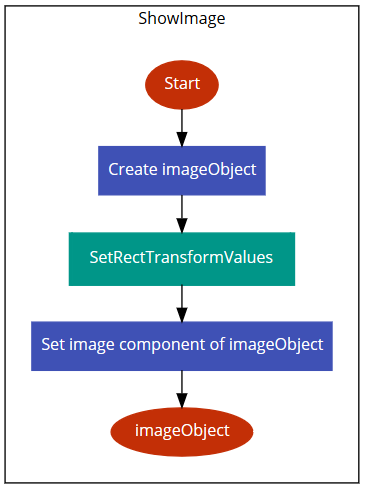 ShowImage
Start
Create imageObject
SetRectTransformValues
Set image component of imageObject
imageObject